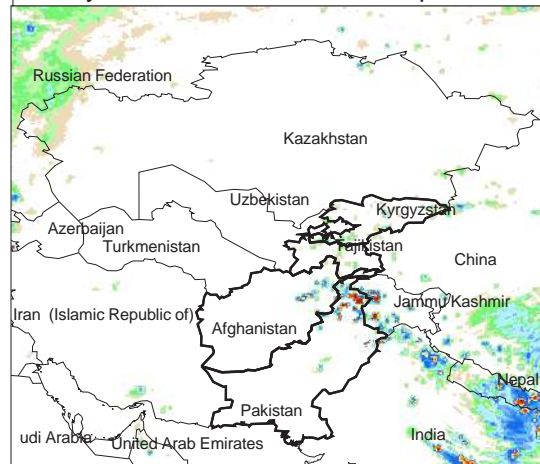 Russian Federation
Kazakhstan
Uzbekistan
Kyrgyzstan
Azerbaijan
Turkmenistan
Tajikistan
China
Jammu Kashmir
Iran (Islamic Republic of)
Afghanistan
Nepal
Pakistan
India
udi Arabia
United Arab Emirates